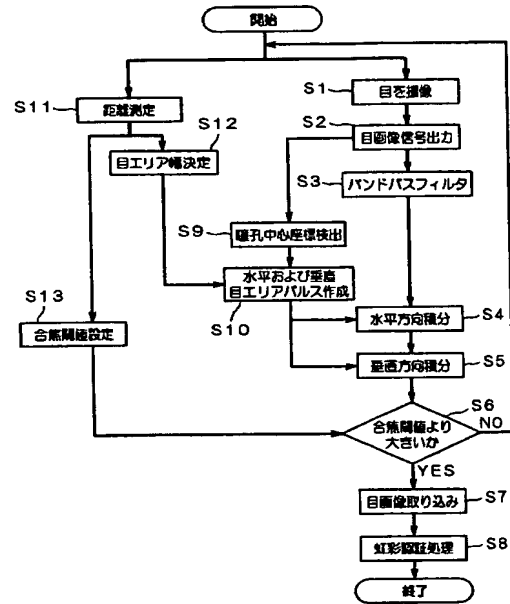 開始
S11
距離測定
S1
目を撮像
S12
目エリア幅決定
S2
目画像信号出力
S3
バンドパスフィルタ
S9
瞳孔中心座標検出
水平および垂直
目エリアパルス作成
S10
S13
合焦閾値設定
水平方向積分
S4
垂直方向積分
S5
合焦閾値より
大きいか
S6
NO
YES
目画像取り込み
S7
虹彩認証処理
S8
終了